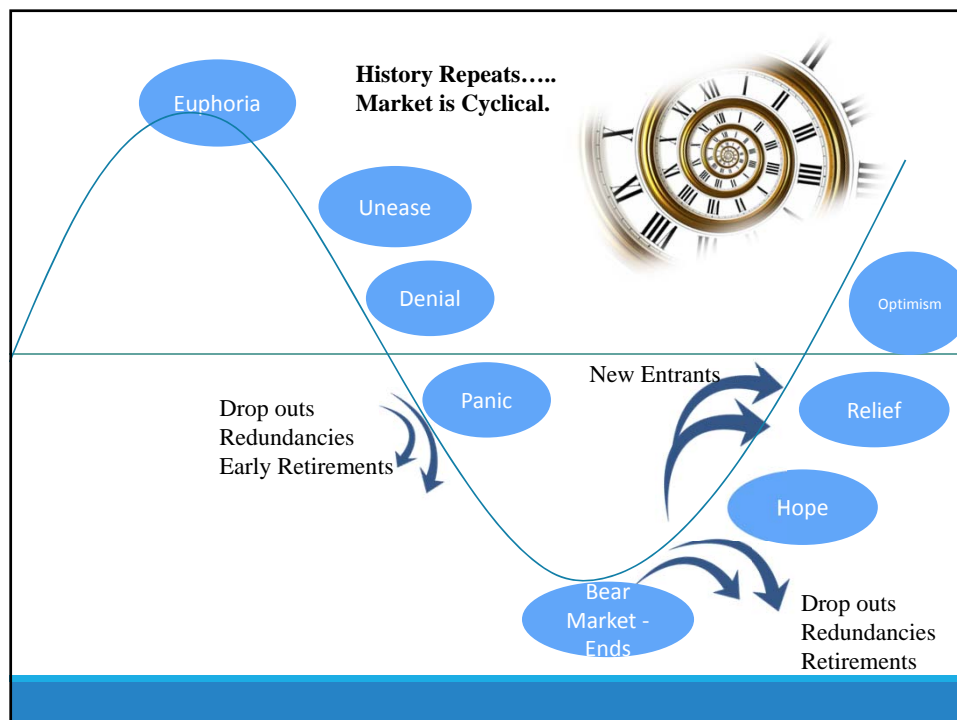 History Repeats…..
Market is Cyclical.
Euphoria
Unease
Denial
Optimism
Panic
New Entrants
Relief
Drop outs
Redundancies
Early Retirements
Hope
Bear
Market -
Ends
Drop outs
Redundancies
Retirements